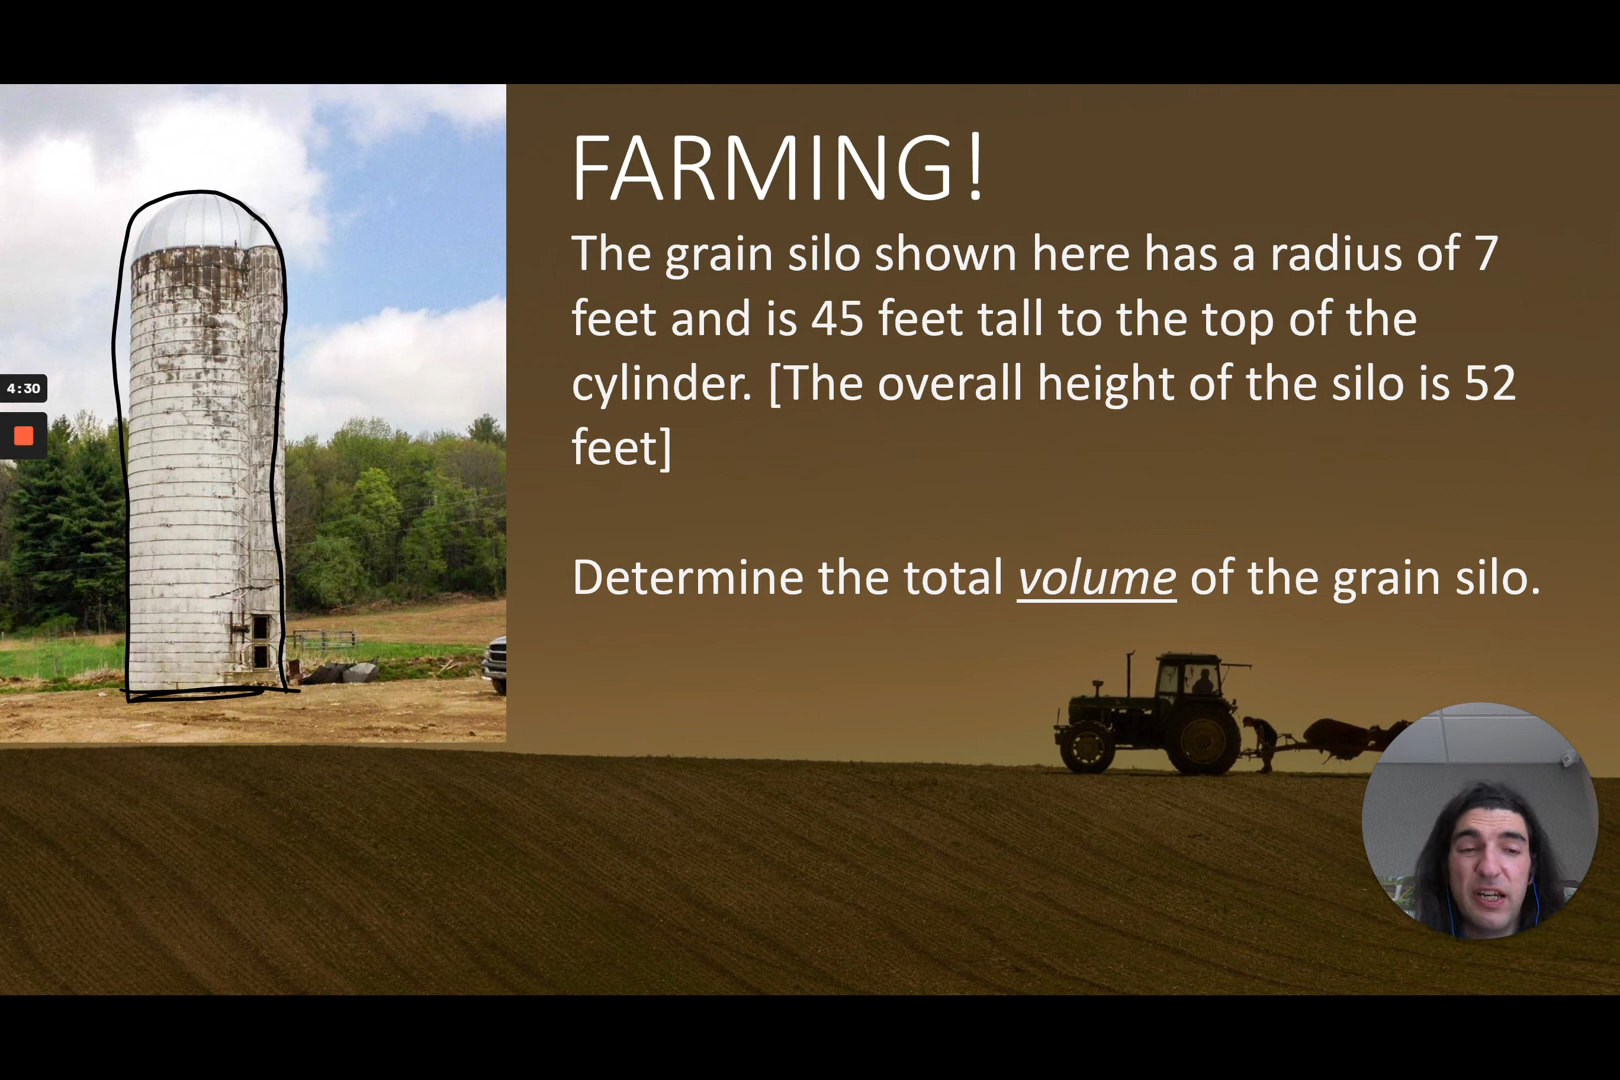 FARMING!
The grain silo shown here has a radius of 7
feet and is 45 feet tall to the top of the
cylinder. [The overall height of the silo is 52
feet]
4:30
Determine the total volume of the grain silo.